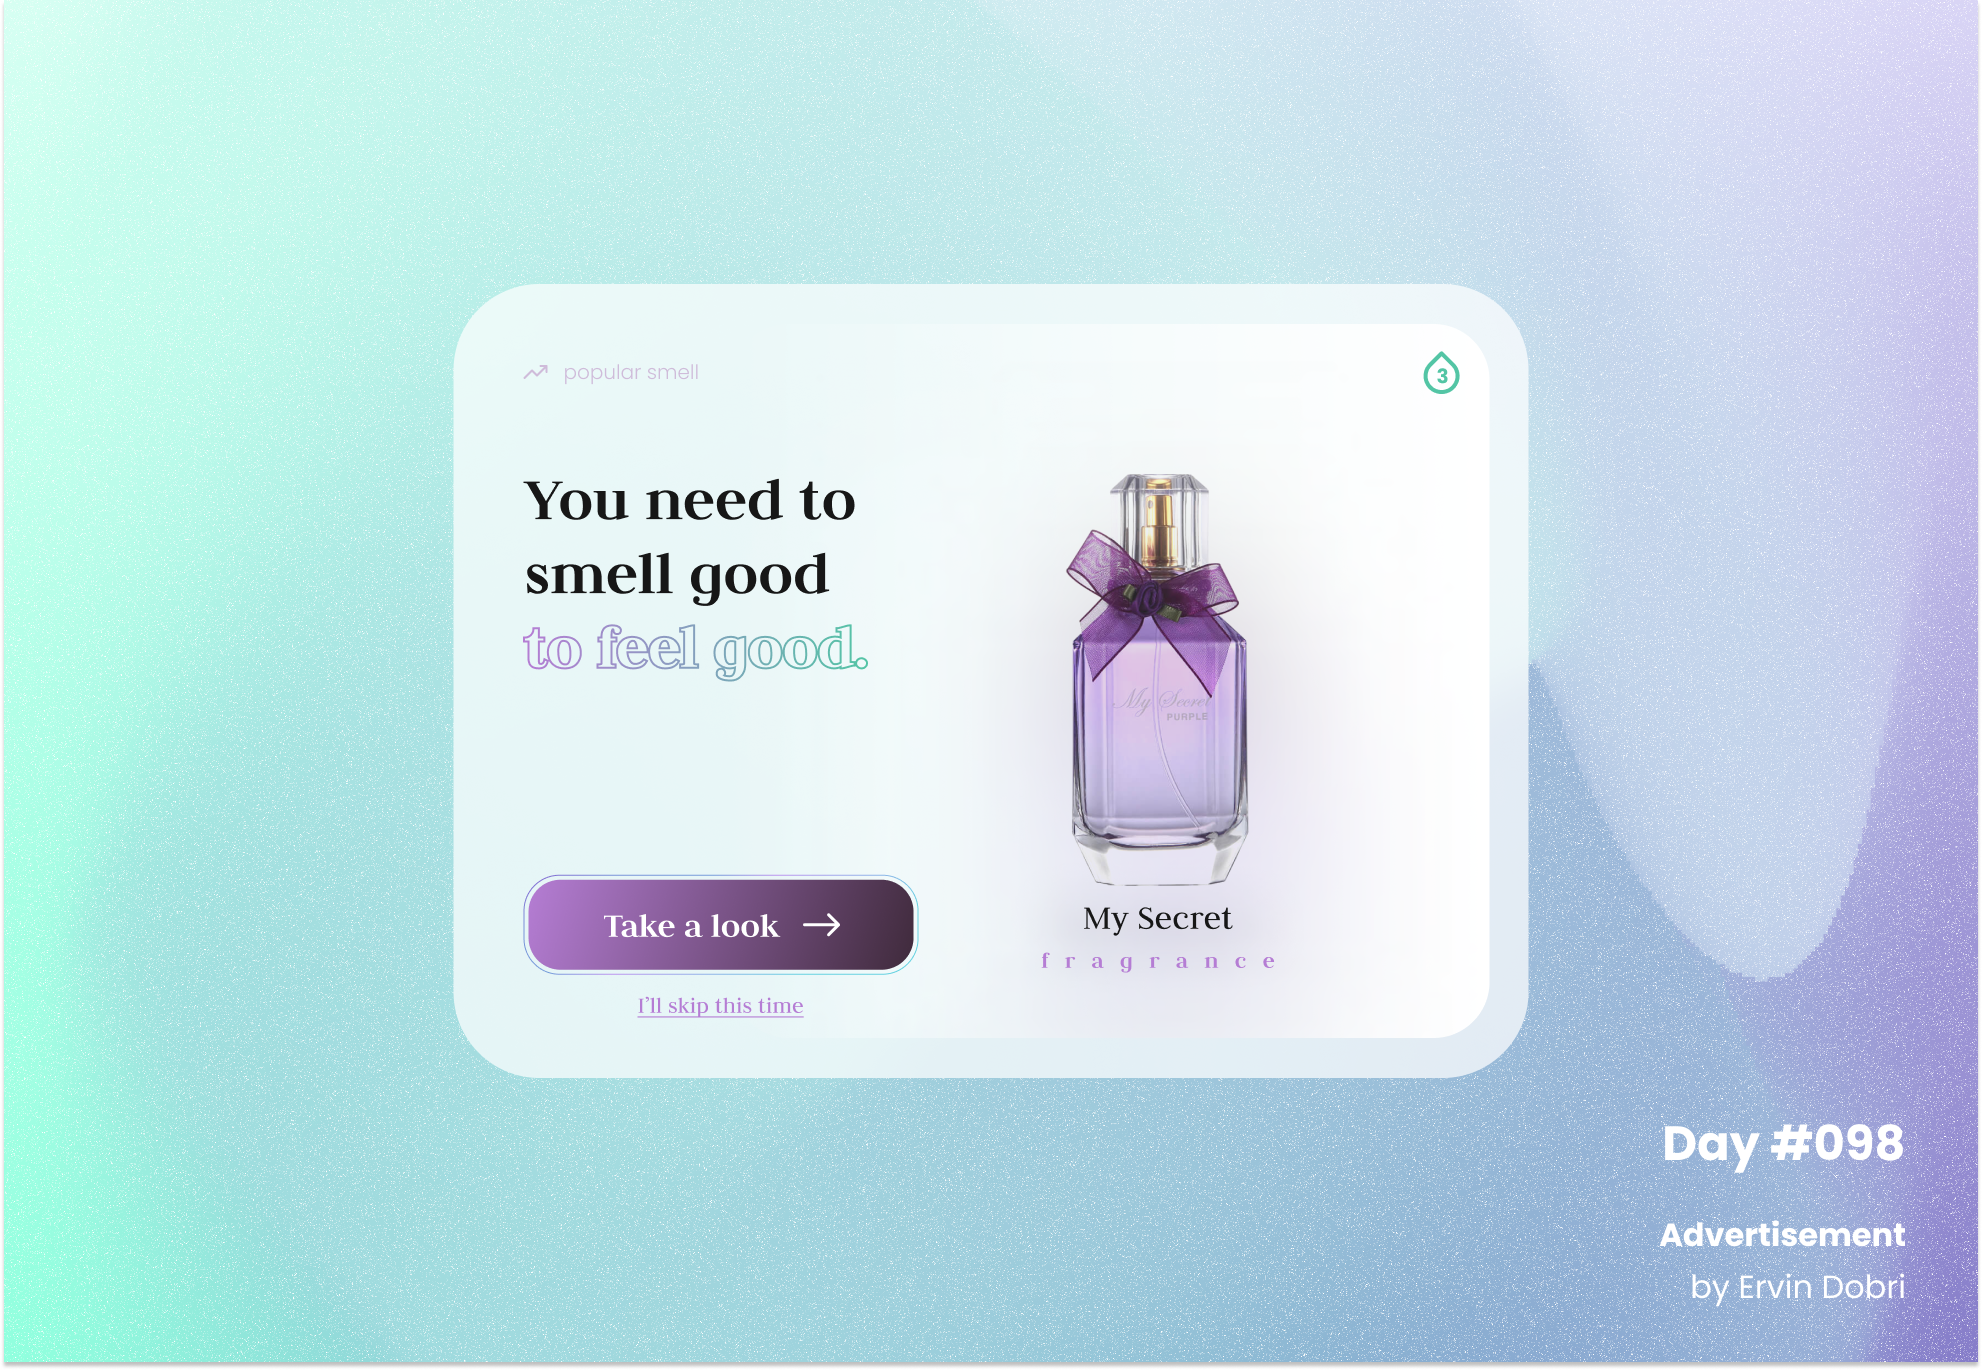 popular smell
3
You need to
smell good
to feel good.
My Secret
PURPLE
Take a look
I'll skip this time
My Secret
fragrance
Day #098
Advertisement
by Ervin Dobri